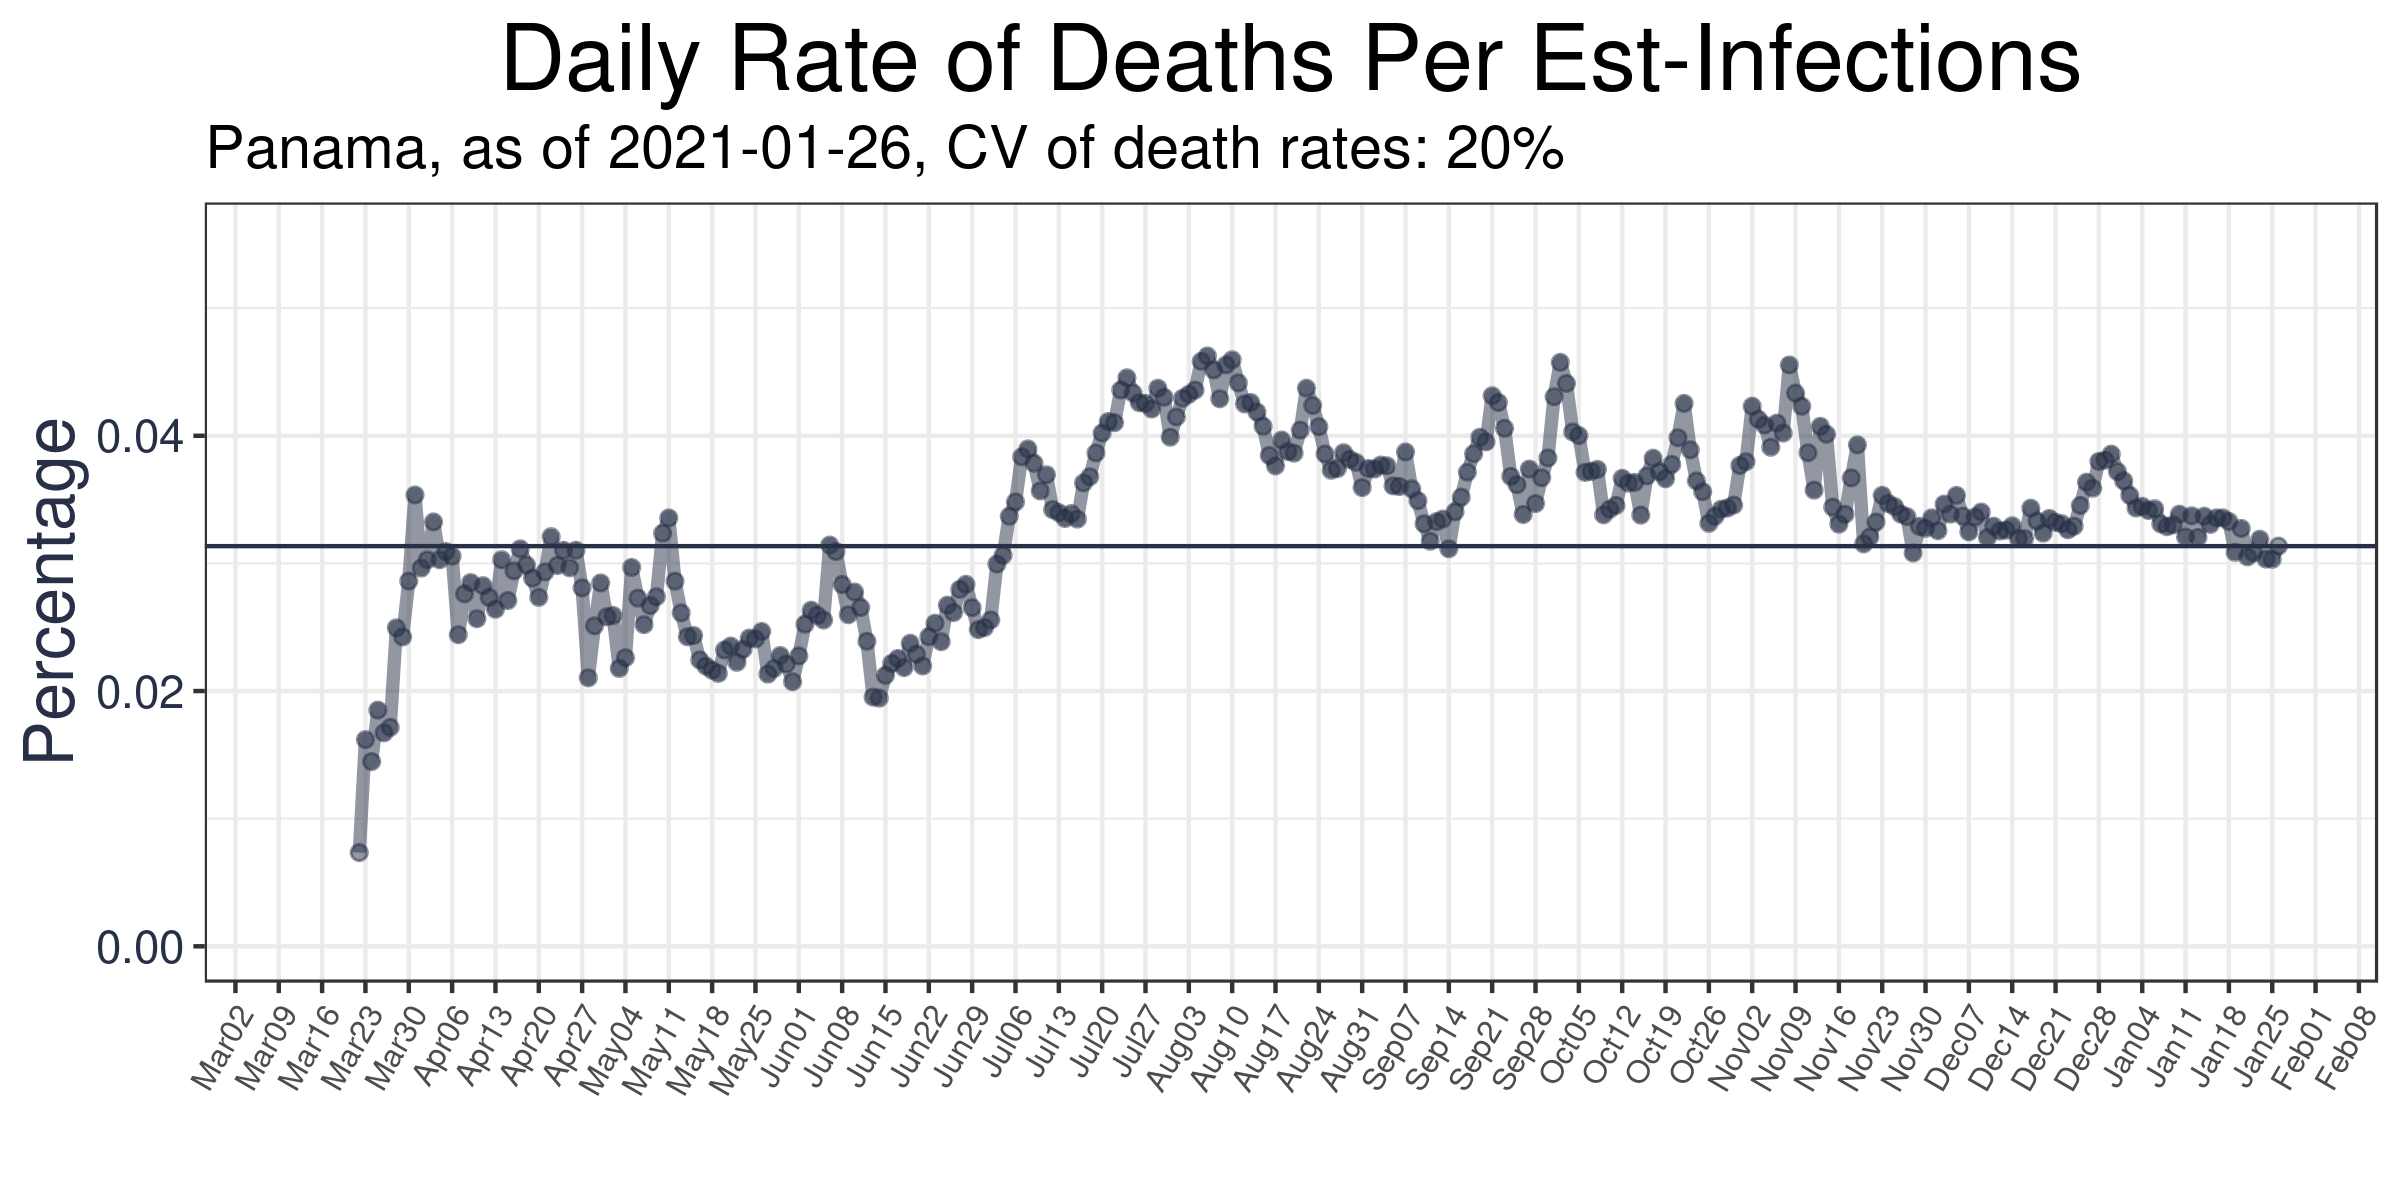 Daily Rate of Deaths Per Est-Infections
Panama, as of 2021-01-26, CV of death rates: 20%
Percentage
0.04
0.02
0.00
Mar02
Mar09
Mar16
Mar23
Mar30
Apr06
Apr13
Apr20
Apr27
May04
May11
May18
May25
Jun01
Jun08
Jun15
Jun22
Jun29
Jul06
Jul13
Jul20
Jul27
Aug03
Aug10
Aug17
Aug24
Aug31
Sep07
Sep14
Sep21
Sep28
Oct05
Oct12
Oct19
Oct26
Nov02
Nov09
Nov16
Nov23
Nov30
Dec07
Dec14
Dec21
Dec28
Jan04
Jan11
Jan18
Jan25
Feb01
Feb08